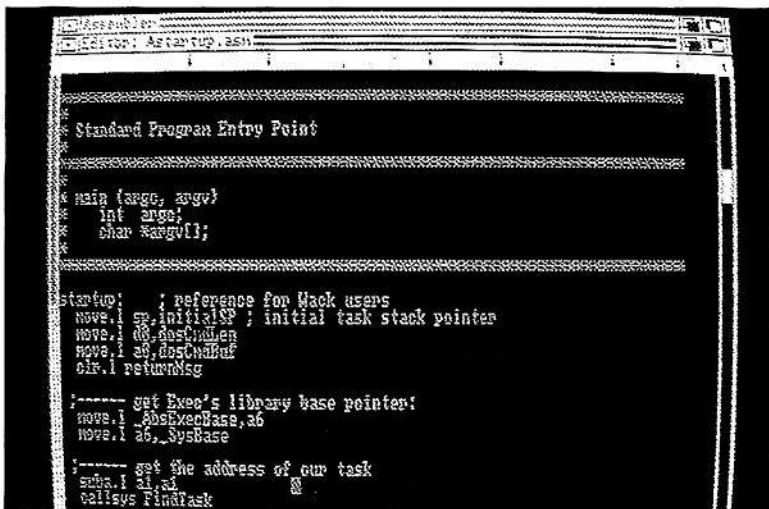 Assembler
Editor: Astartup.asm
************************************************************************
*
* Standard Program Entry Point
*
************************************************************************
*
* main (argc, argv)
* int argc;
* char *argv[];
*
************************************************************************
startup: ; reference for Wack users
move.l sp,initialSP ; initial task stack pointer
move.l d0,dosCmdLen
move.l a0,dosCmdBuf
clr.l returnMsg
;------ get Exec's library base pointer:
move.l _AbsExecBase,a6
move.l a6,_SysBase
;------ get the address of our task
suba.l a1,a1
callsys FindTask